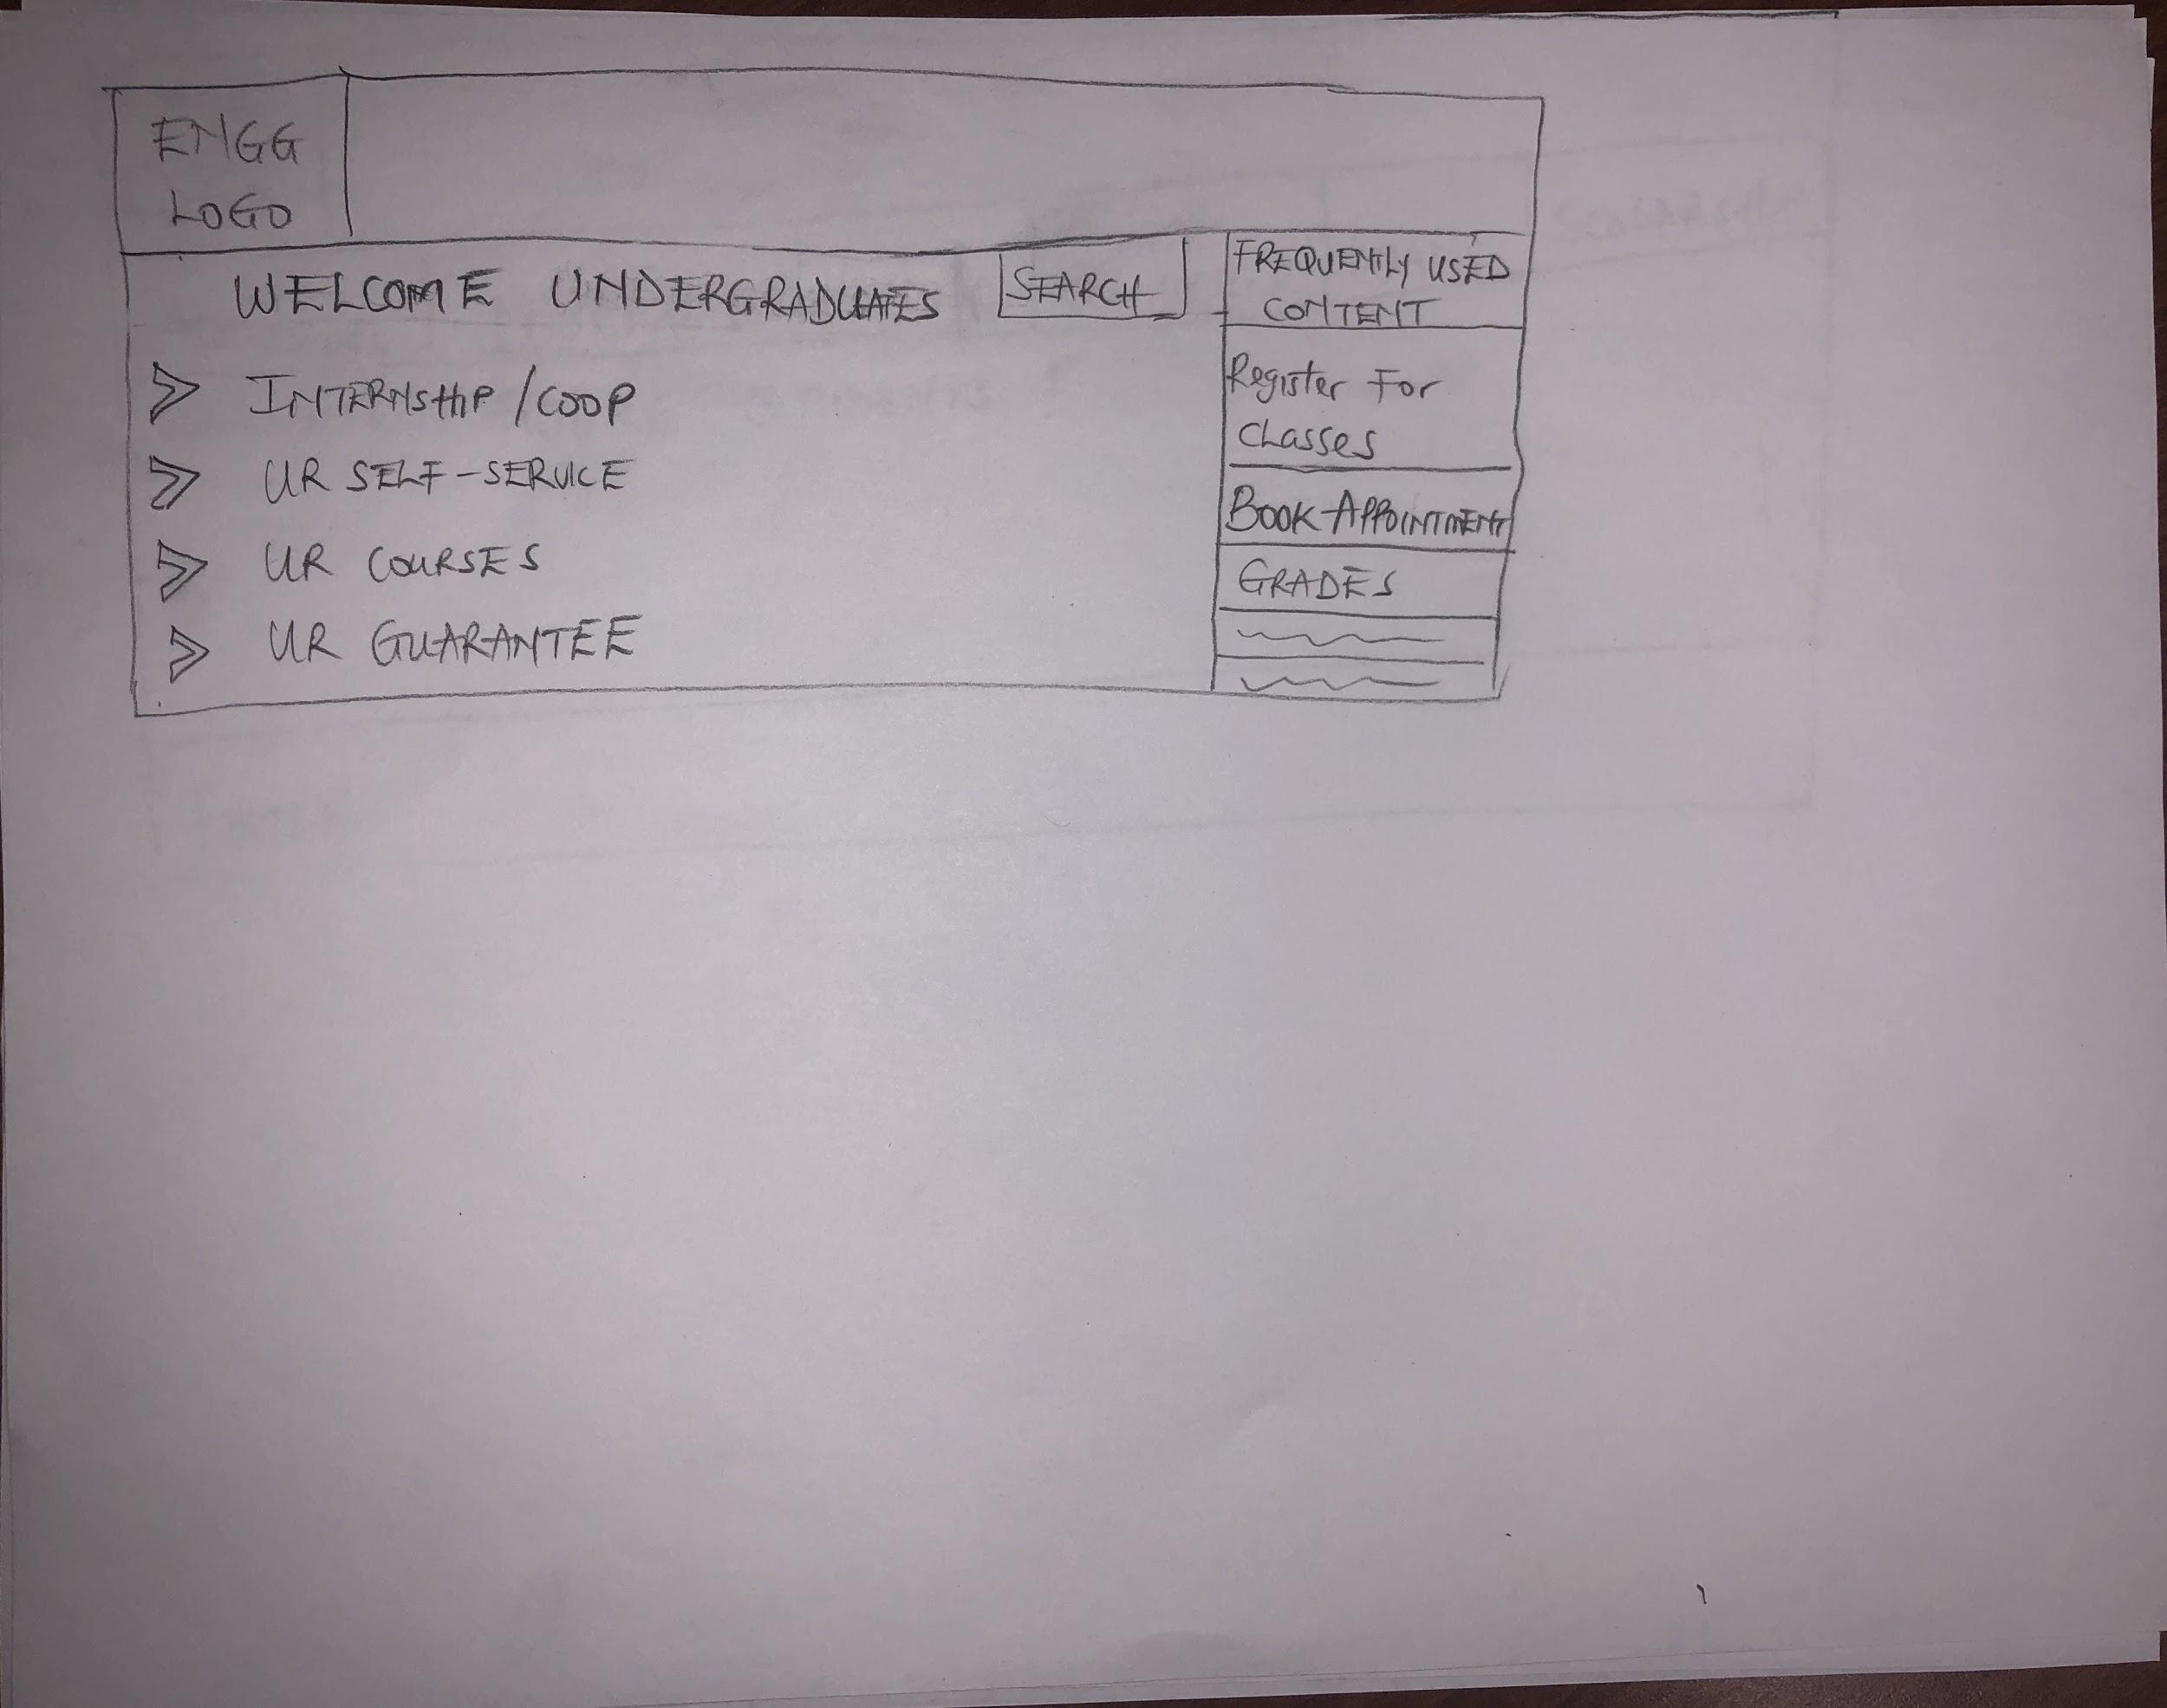 ENGG
LOGO
WELCOME UNDERGRADUATES
SEARCH
FREQUENTLY USED
CONTENT
INTERNSHIP/COOP
UR SELF-SERVICE
UR COURSES
UR GUARANTEE
Register For
Classes
BOOK APPOINTMENT
GRADES